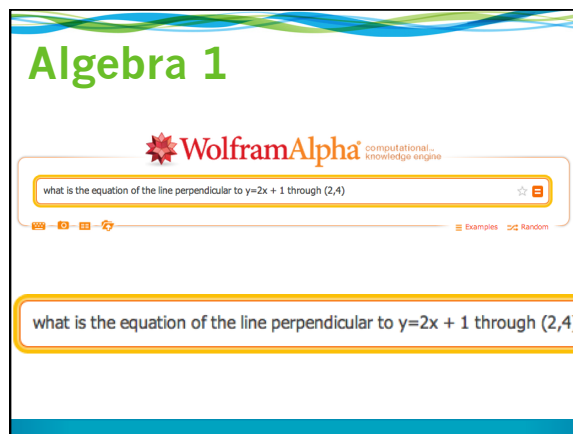 Algebra 1
WolframAlpha computational...
knowledge engine
what is the equation of the line perpendicular to y=2x + 1 through (2,4)
Examples Random
what is the equation of the line perpendicular to y=2x + 1 through (2,4